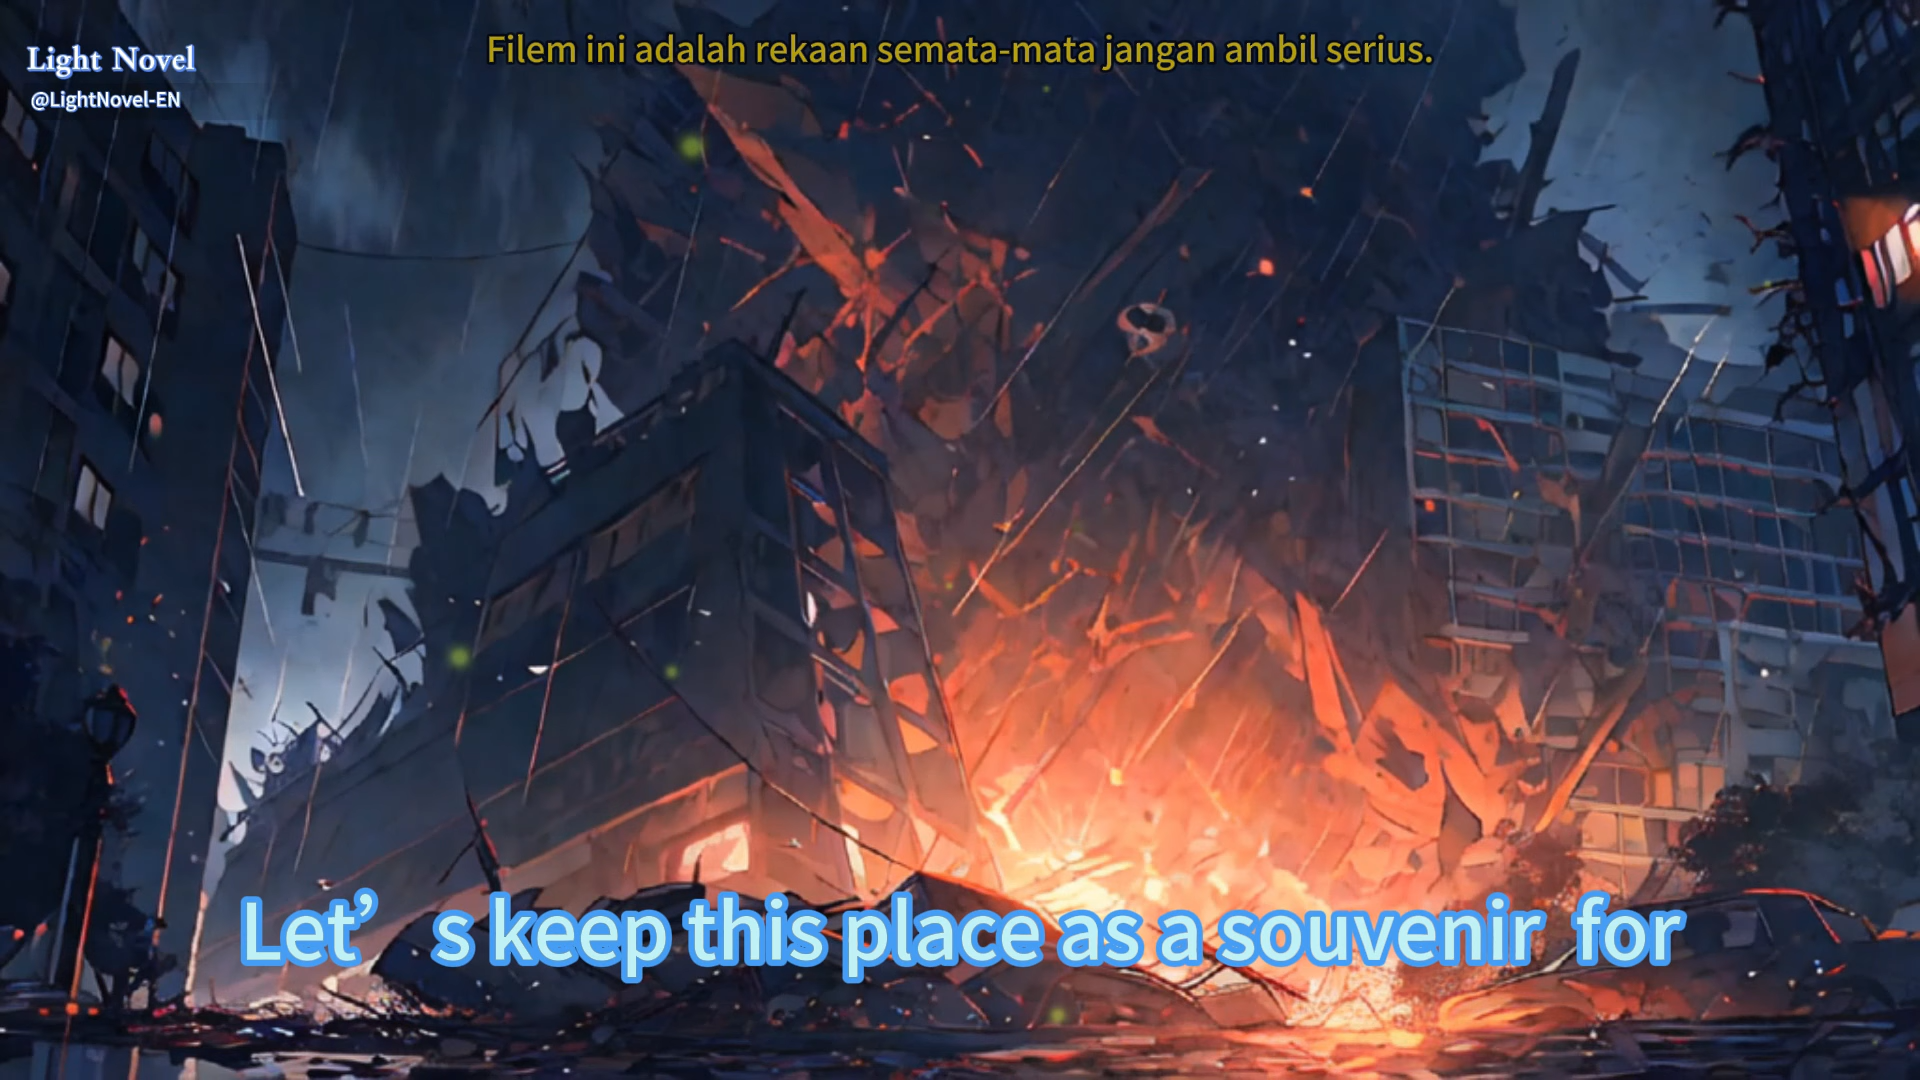 Filem ini adalah rekaan semata-mata jangan ambil serius.
Light Novel
@LightNovel-EN
Let’s keep this place as a souvenir for